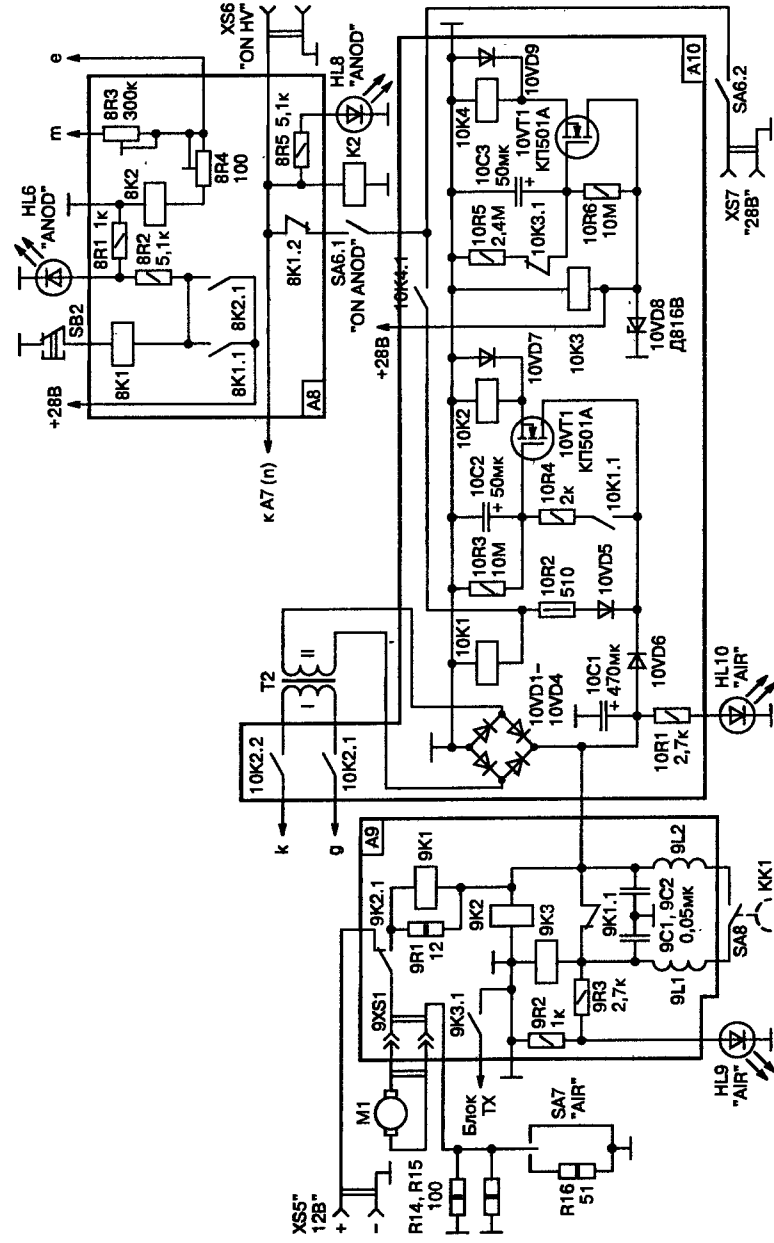 e
m
8R3
300к
8R4
100
HL6
"ANOD"
8R1 1к
8K2
8R2
5,1к
SB2
8K1
8K2.1
8K1.1
+28В
A8
XS6
"ON HV"
8R5 5,1к
HL8
"ANOD"
K2
8K1.2
SA6.1
"ON ANOD"
к A7 (n)
10K4.1
+28В
A10
10K4
10VD9
10C3
50мк
+
10VT1
КП501А
10R5
2,4М
10K3.1
10R6
10М
10K3
10VD8
Д816В
SA6.2
XS7
"28В"
10K2
10VD7
10C2
+ 50мк
10VT1
КП501А
10R3
10М
10R4
2к
10K1.1
10K1
10R2
510
10VD5
10VD6
T2
I
II
10VD1–
10VD4
10C1
+ 470мк
10R1
2,7к
HL10
"AIR"
10K2.2
10K2.1
k
g
A9
9K2.1
9K1
9R1
12
9XS1
9K2
9K3
9K3.1
9K1.1
9R2
1к
9R3
2,7к
9C1, 9C2
0,05мк
9L1
9L2
SA8
KK1
M1
XS5"
12В"
+
–
R14, R15
100
Блок
TX
SA7
"AIR"
R16
51
HL9
"AIR"